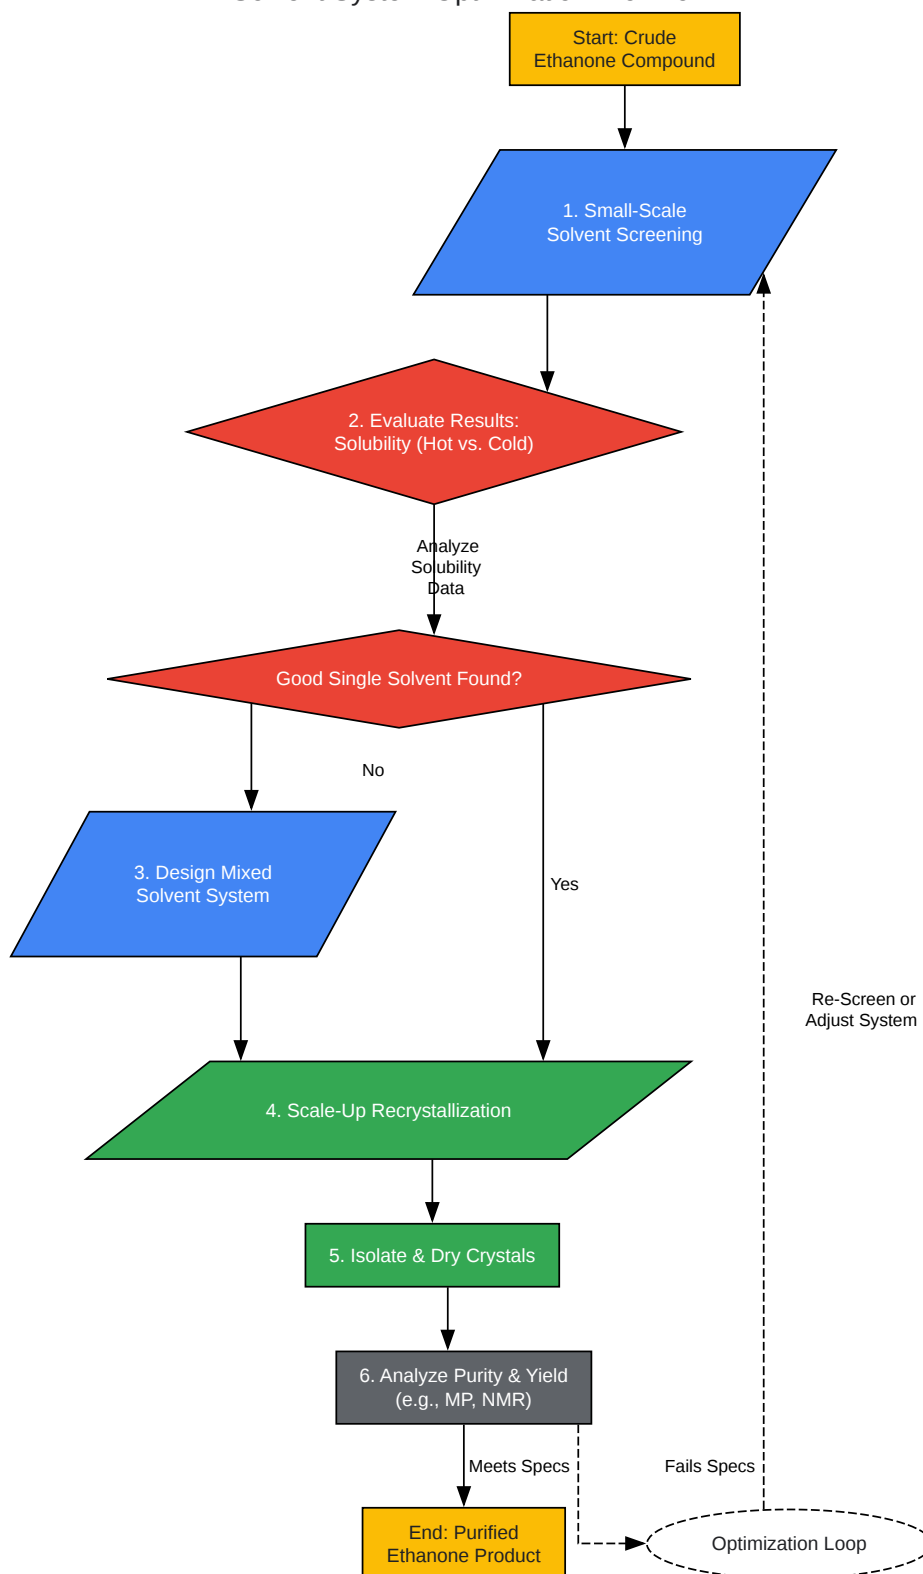 Start: Crude
Ethanone Compound
1. Small-Scale
Solvent Screening
2. Evaluate Results:
Solubility (Hot vs. Cold)
Analyze
Solubility
Data
Good Single Solvent Found?
No
3. Design Mixed
Solvent System
Yes
Re-Screen or
Adjust System
4. Scale-Up Recrystallization
5. Isolate & Dry Crystals
6. Analyze Purity & Yield
(e.g., MP, NMR)
Meets Specs
Fails Specs
End: Purified
Ethanone Product
Optimization Loop